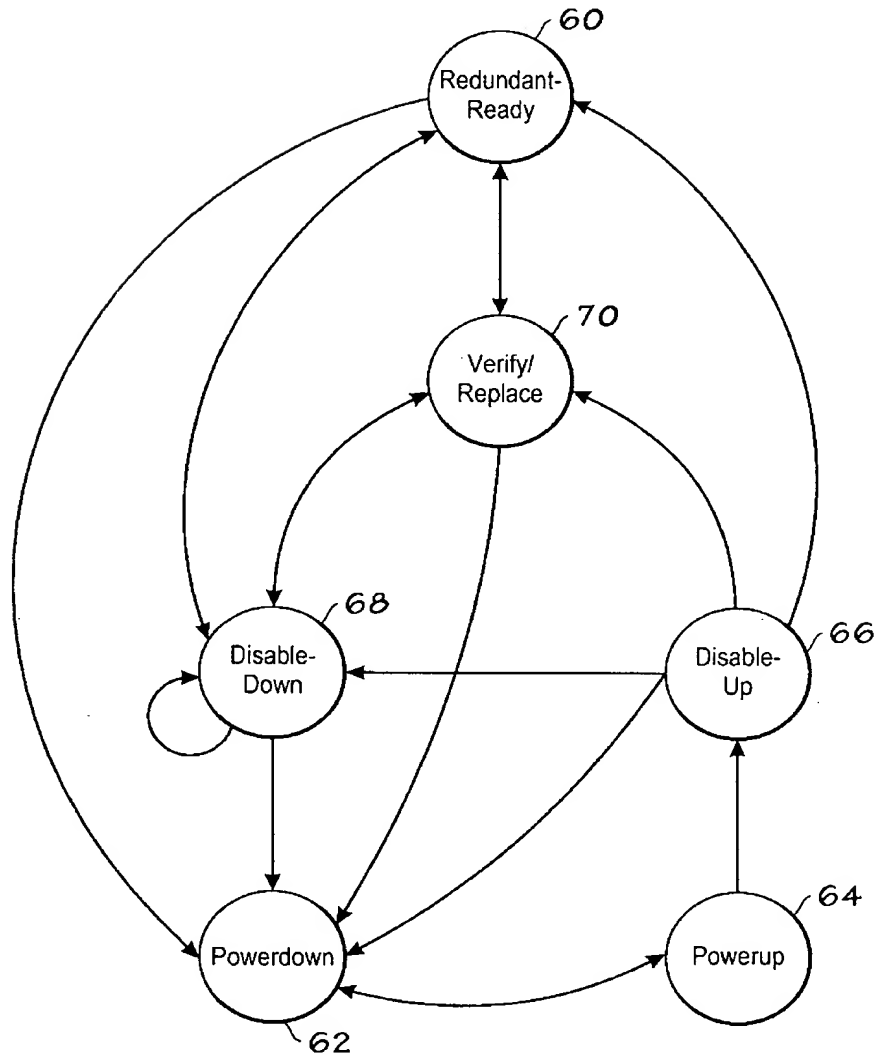 60
Redundant-
Ready
70
Verify/
Replace
68
Disable-
Down
66
Disable-
Up
64
Powerdown
Powerup
62